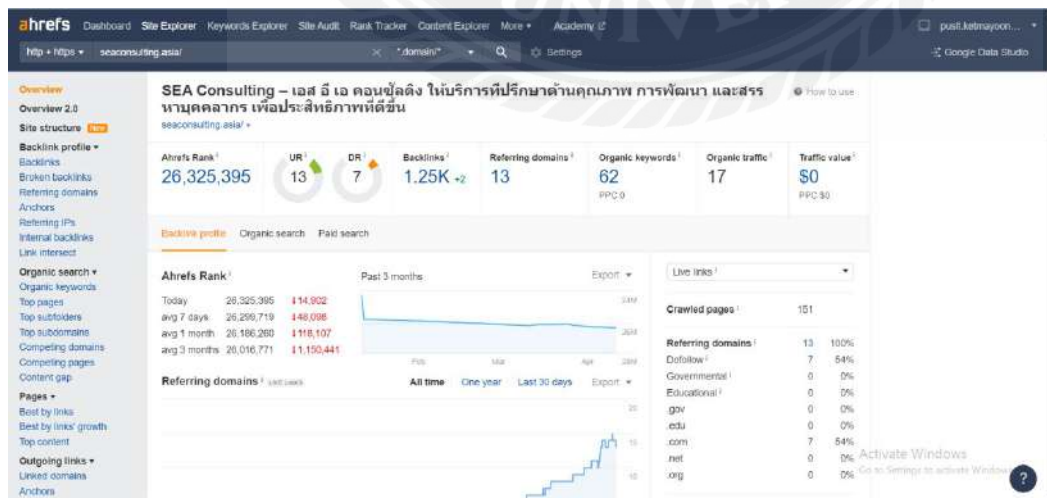 ahrefs Dashboard Site Explorer Keywords Explorer Site Audit Rank Tracker Content Explorer More Academy
pusit.ketmayoon...
http + https seaconsulting.asia/ *.domain/* Settings
Google Data Studio
Overview
Overview 2.0
Site structure New
Backlink profile
Backlinks
Broken backlinks
Referring domains
Anchors
Referring IPs
Internal backlinks
Link intersect
Organic search
Organic keywords
Top pages
Top subfolders
Top subdomains
Competing domains
Competing pages
Content gap
Pages
Best by links
Best by links' growth
Top content
Outgoing links
Linked domains
Anchors
SEA Consulting – เอส อี เอ คอนซัลติง ให้บริการที่ปรึกษาด้านคุณภาพ การพัฒนา และสรร
หาบุคคลากร เพื่อประสิทธิภาพที่ดีขึ้น
How to use
seaconsulting.asia/
Ahrefs Rank UR DR Backlinks Referring domains Organic keywords Organic traffic Traffic value
26,325,395 13 7 1.25K +2 13 62 17 $0
PPC 0 PPC $0
Backlink profile Organic search Paid search
Ahrefs Rank Past 3 months Export
Today 26,325,395 14,902
avg 7 days 26,299,719 48,098
avg 1 month 26,186,260 118,107
avg 3 months 26,016,771 1,150,441
Feb Mar Apr
Referring domains All time One year Last 30 days Export
20
15
10
Live links
Crawled pages 151
Referring domains 13 100%
Dofollow 7 54%
Governmental 0 0%
Educational 0 0%
.gov 0 0%
.edu 0 0%
.com 7 54%
.net 0 0%
.org 0 0%
Activate Windows
Go to Settings to activate Windows.
?